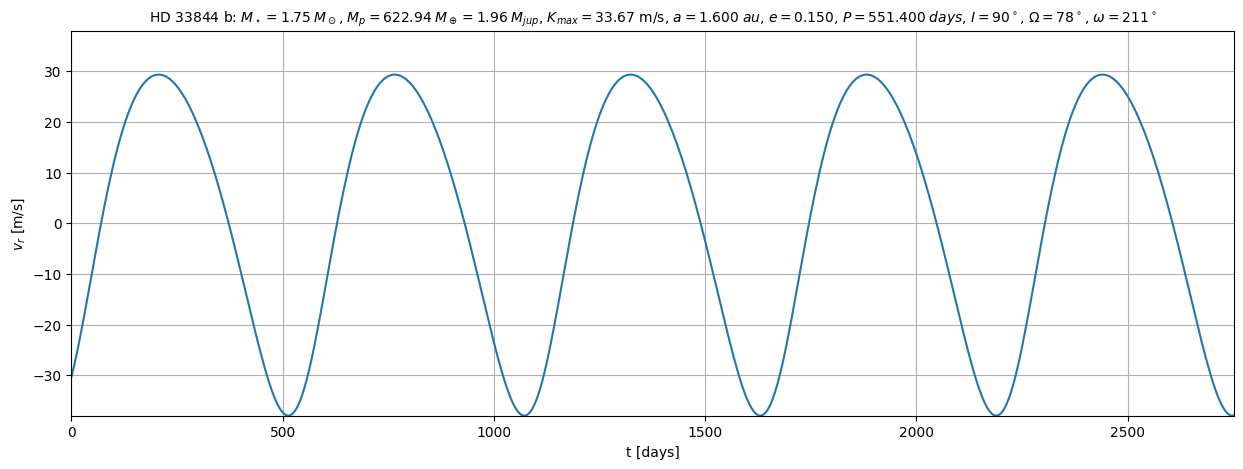 HD 33844 b: M⋆ = 1.75 M⊙, Mp = 622.94 M⊕ = 1.96 Mjup, Kmax = 33.67 m/s, a = 1.600 au, e = 0.150, P = 551.400 days, I = 90°, Ω = 78°, ω = 211°
30
20
10
0
−10
−20
−30
vr [m/s]
0 500 1000 1500 2000 2500
t [days]